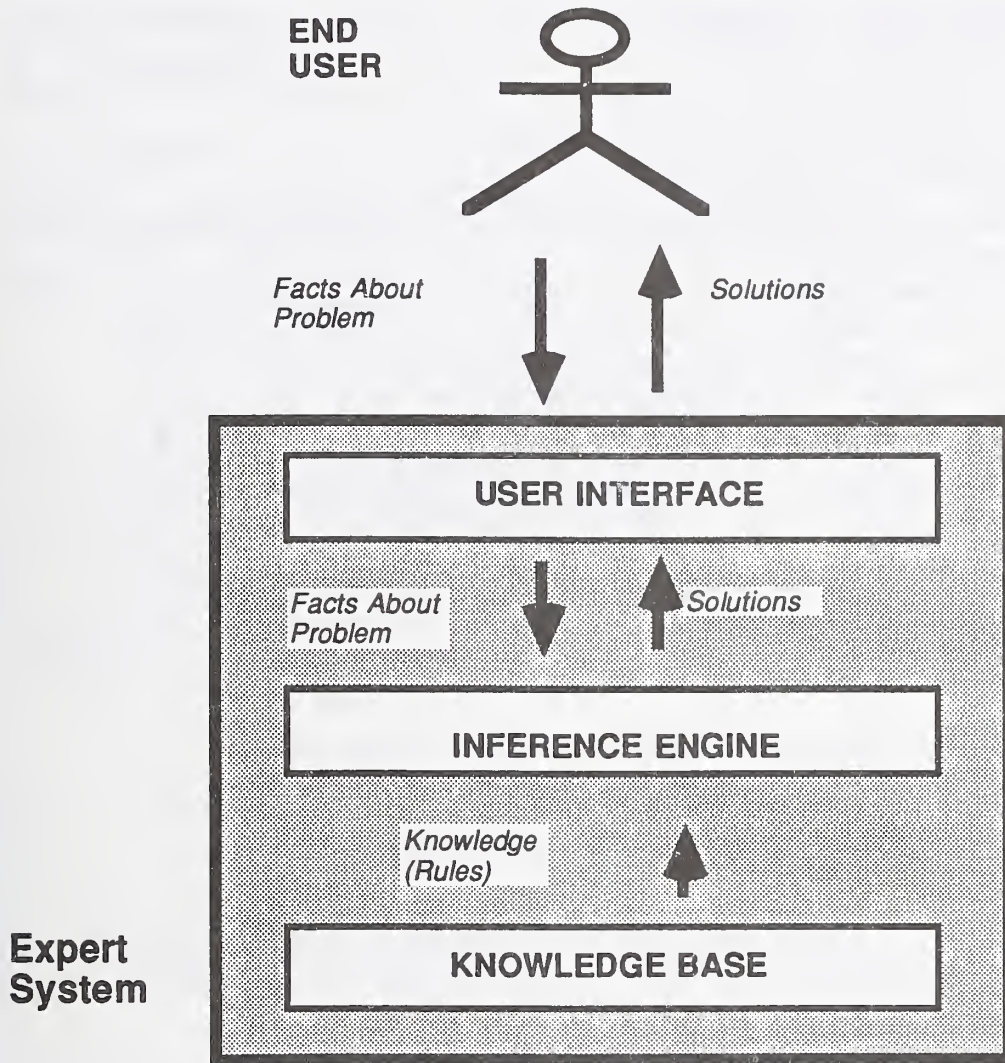 END
USER
Facts About
Problem
Solutions
USER INTERFACE
Facts About
Problem
Solutions
INFERENCE ENGINE
Knowledge
(Rules)
KNOWLEDGE BASE
Expert
System